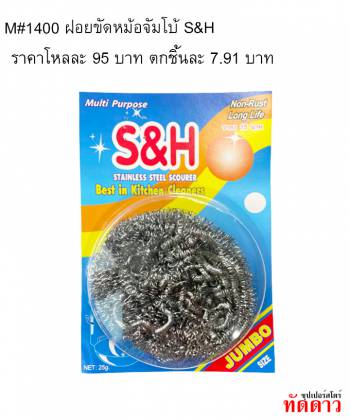 M#1400 ฝอยขัดหม้อจัมโบ้ S&H
ราคาโหลละ 95 บาท ตกชิ้นละ 7.91 บาท
Multi Purpose
Non-Rust
Long Life
S&H
STAINLESS STEEL SCOURER
Best in Kitchen Cleaners
JUMBO
SIZE
NET: 25g.
ซุปเปอร์สโตร์
ทัดดาว